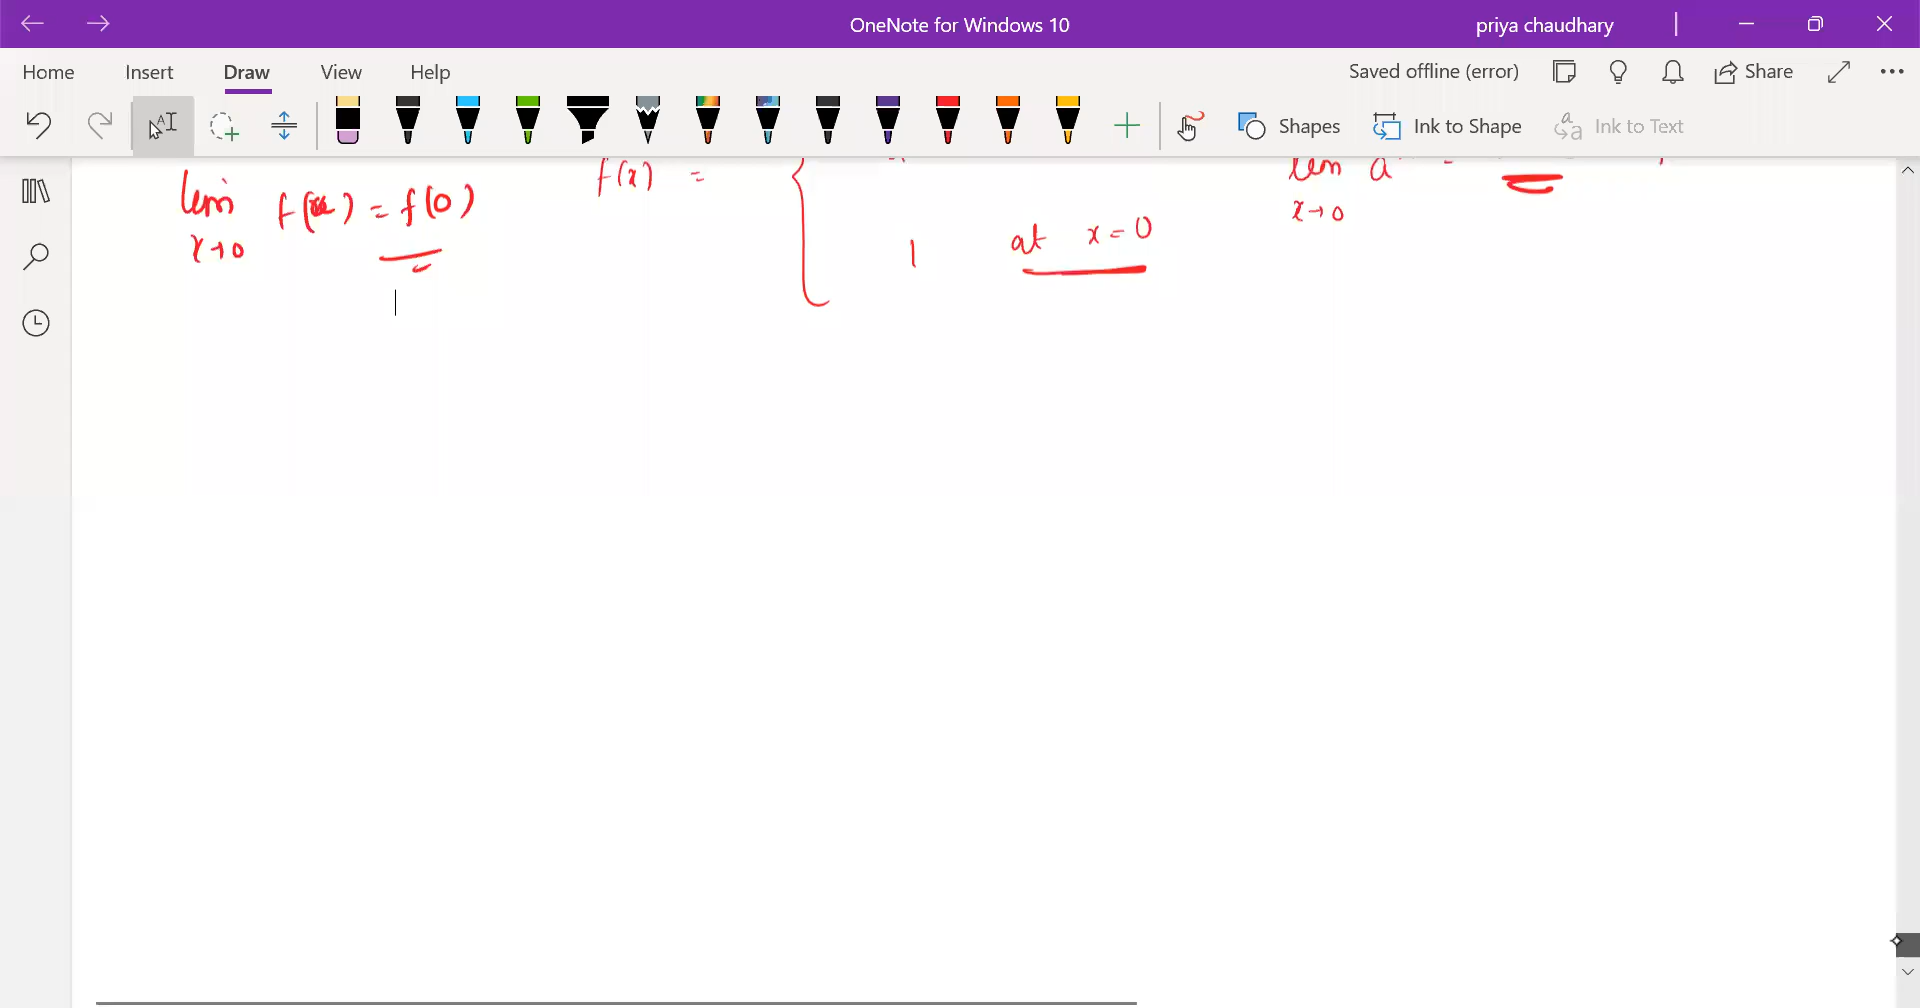 OneNote for Windows 10
priya chaudhary
Home Insert Draw View Help
Saved offline (error) Share
Shapes Ink to Shape Ink to Text
lim f(x) = f(0)
x→0
f(x) =
1 at x=0
lim a
x→0